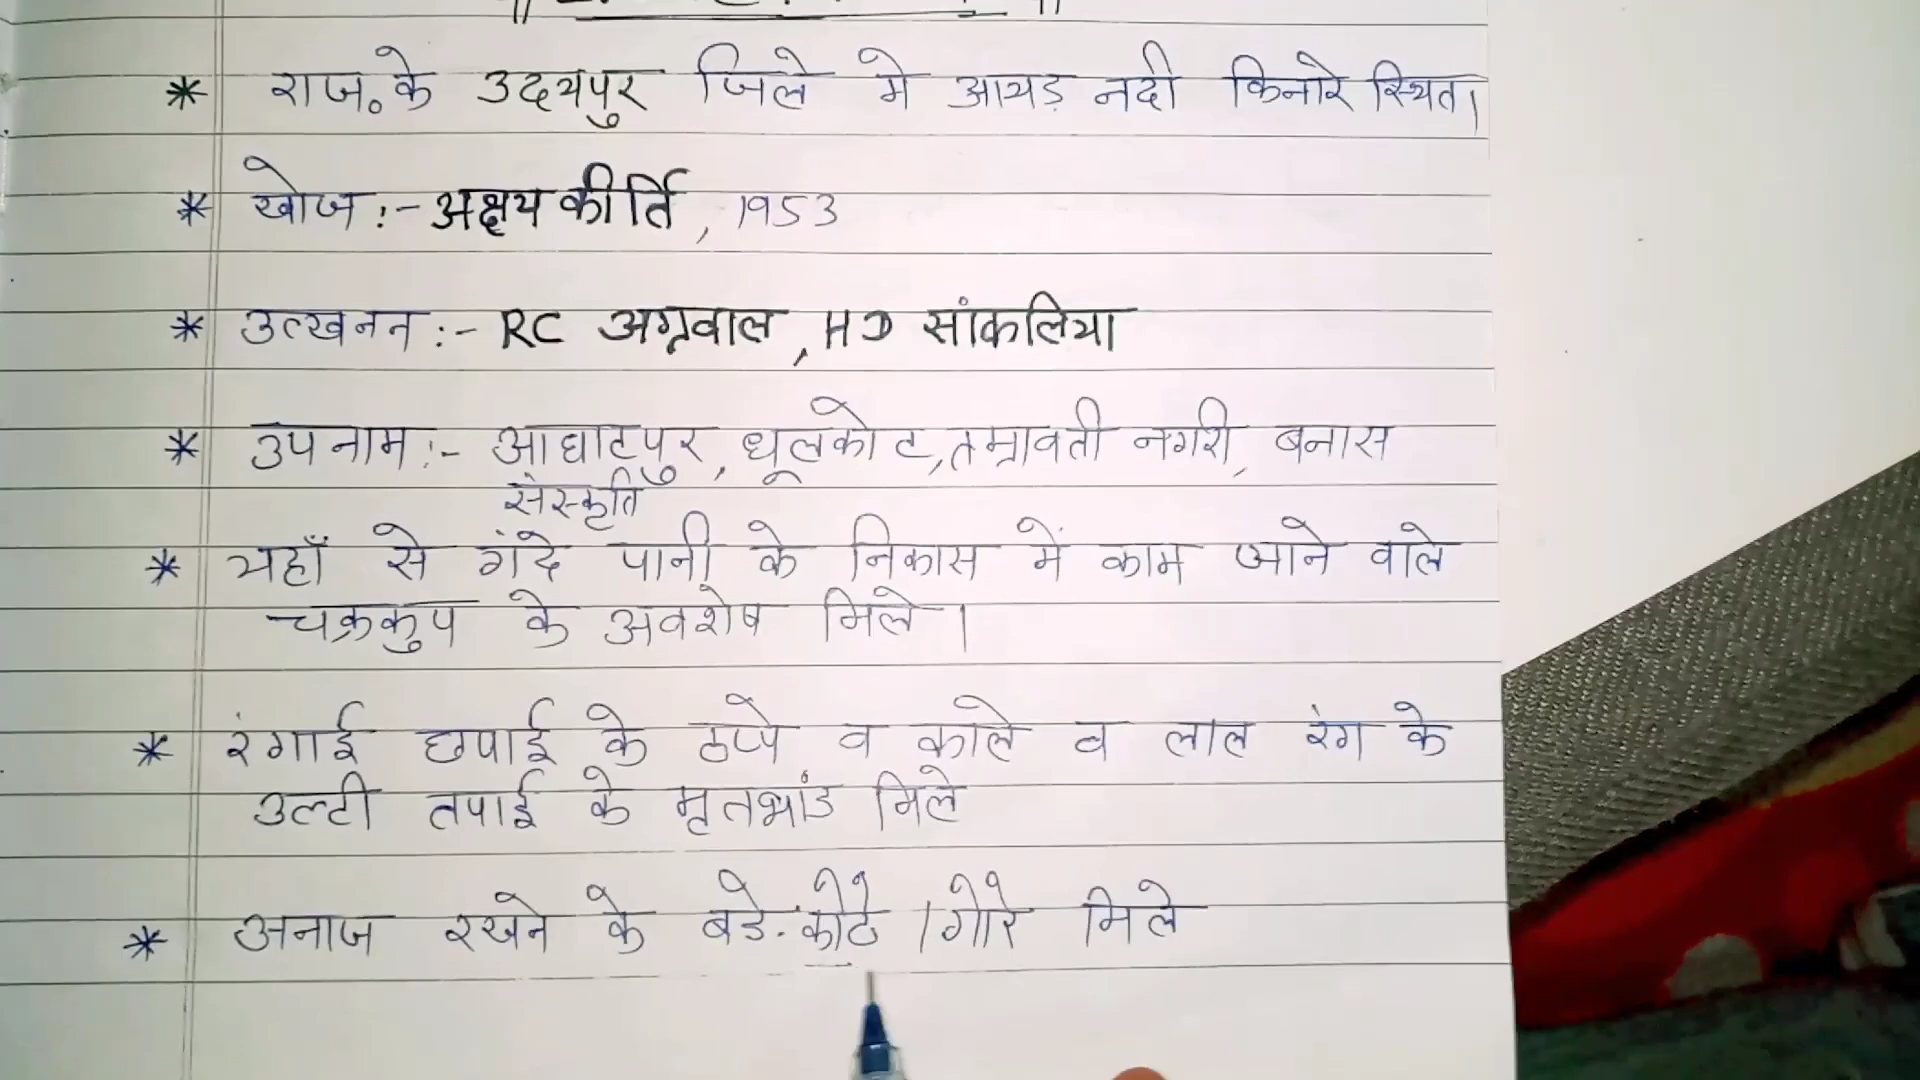 * राज. के उदयपुर जिले मे आयड़ नदी किनारे स्थित।
* खोज :- अक्षय कीर्ति, 1953
* उत्खनन :- RC अग्रवाल, HD सांकलिया
* उपनाम :- आघाटपुर, धूलकोट, तम्रावती नगरी, बनास
संस्कृति
* यहाँ से गंदे पानी के निकास में काम आने वाले
चक्रकुप के अवशेष मिले।
* रंगाई छपाई के ठप्पे व काले व लाल रंग के
उल्टी तपाई के मृतभांड मिले
* अनाज रखने के बडे. कोठे / गोरे मिले